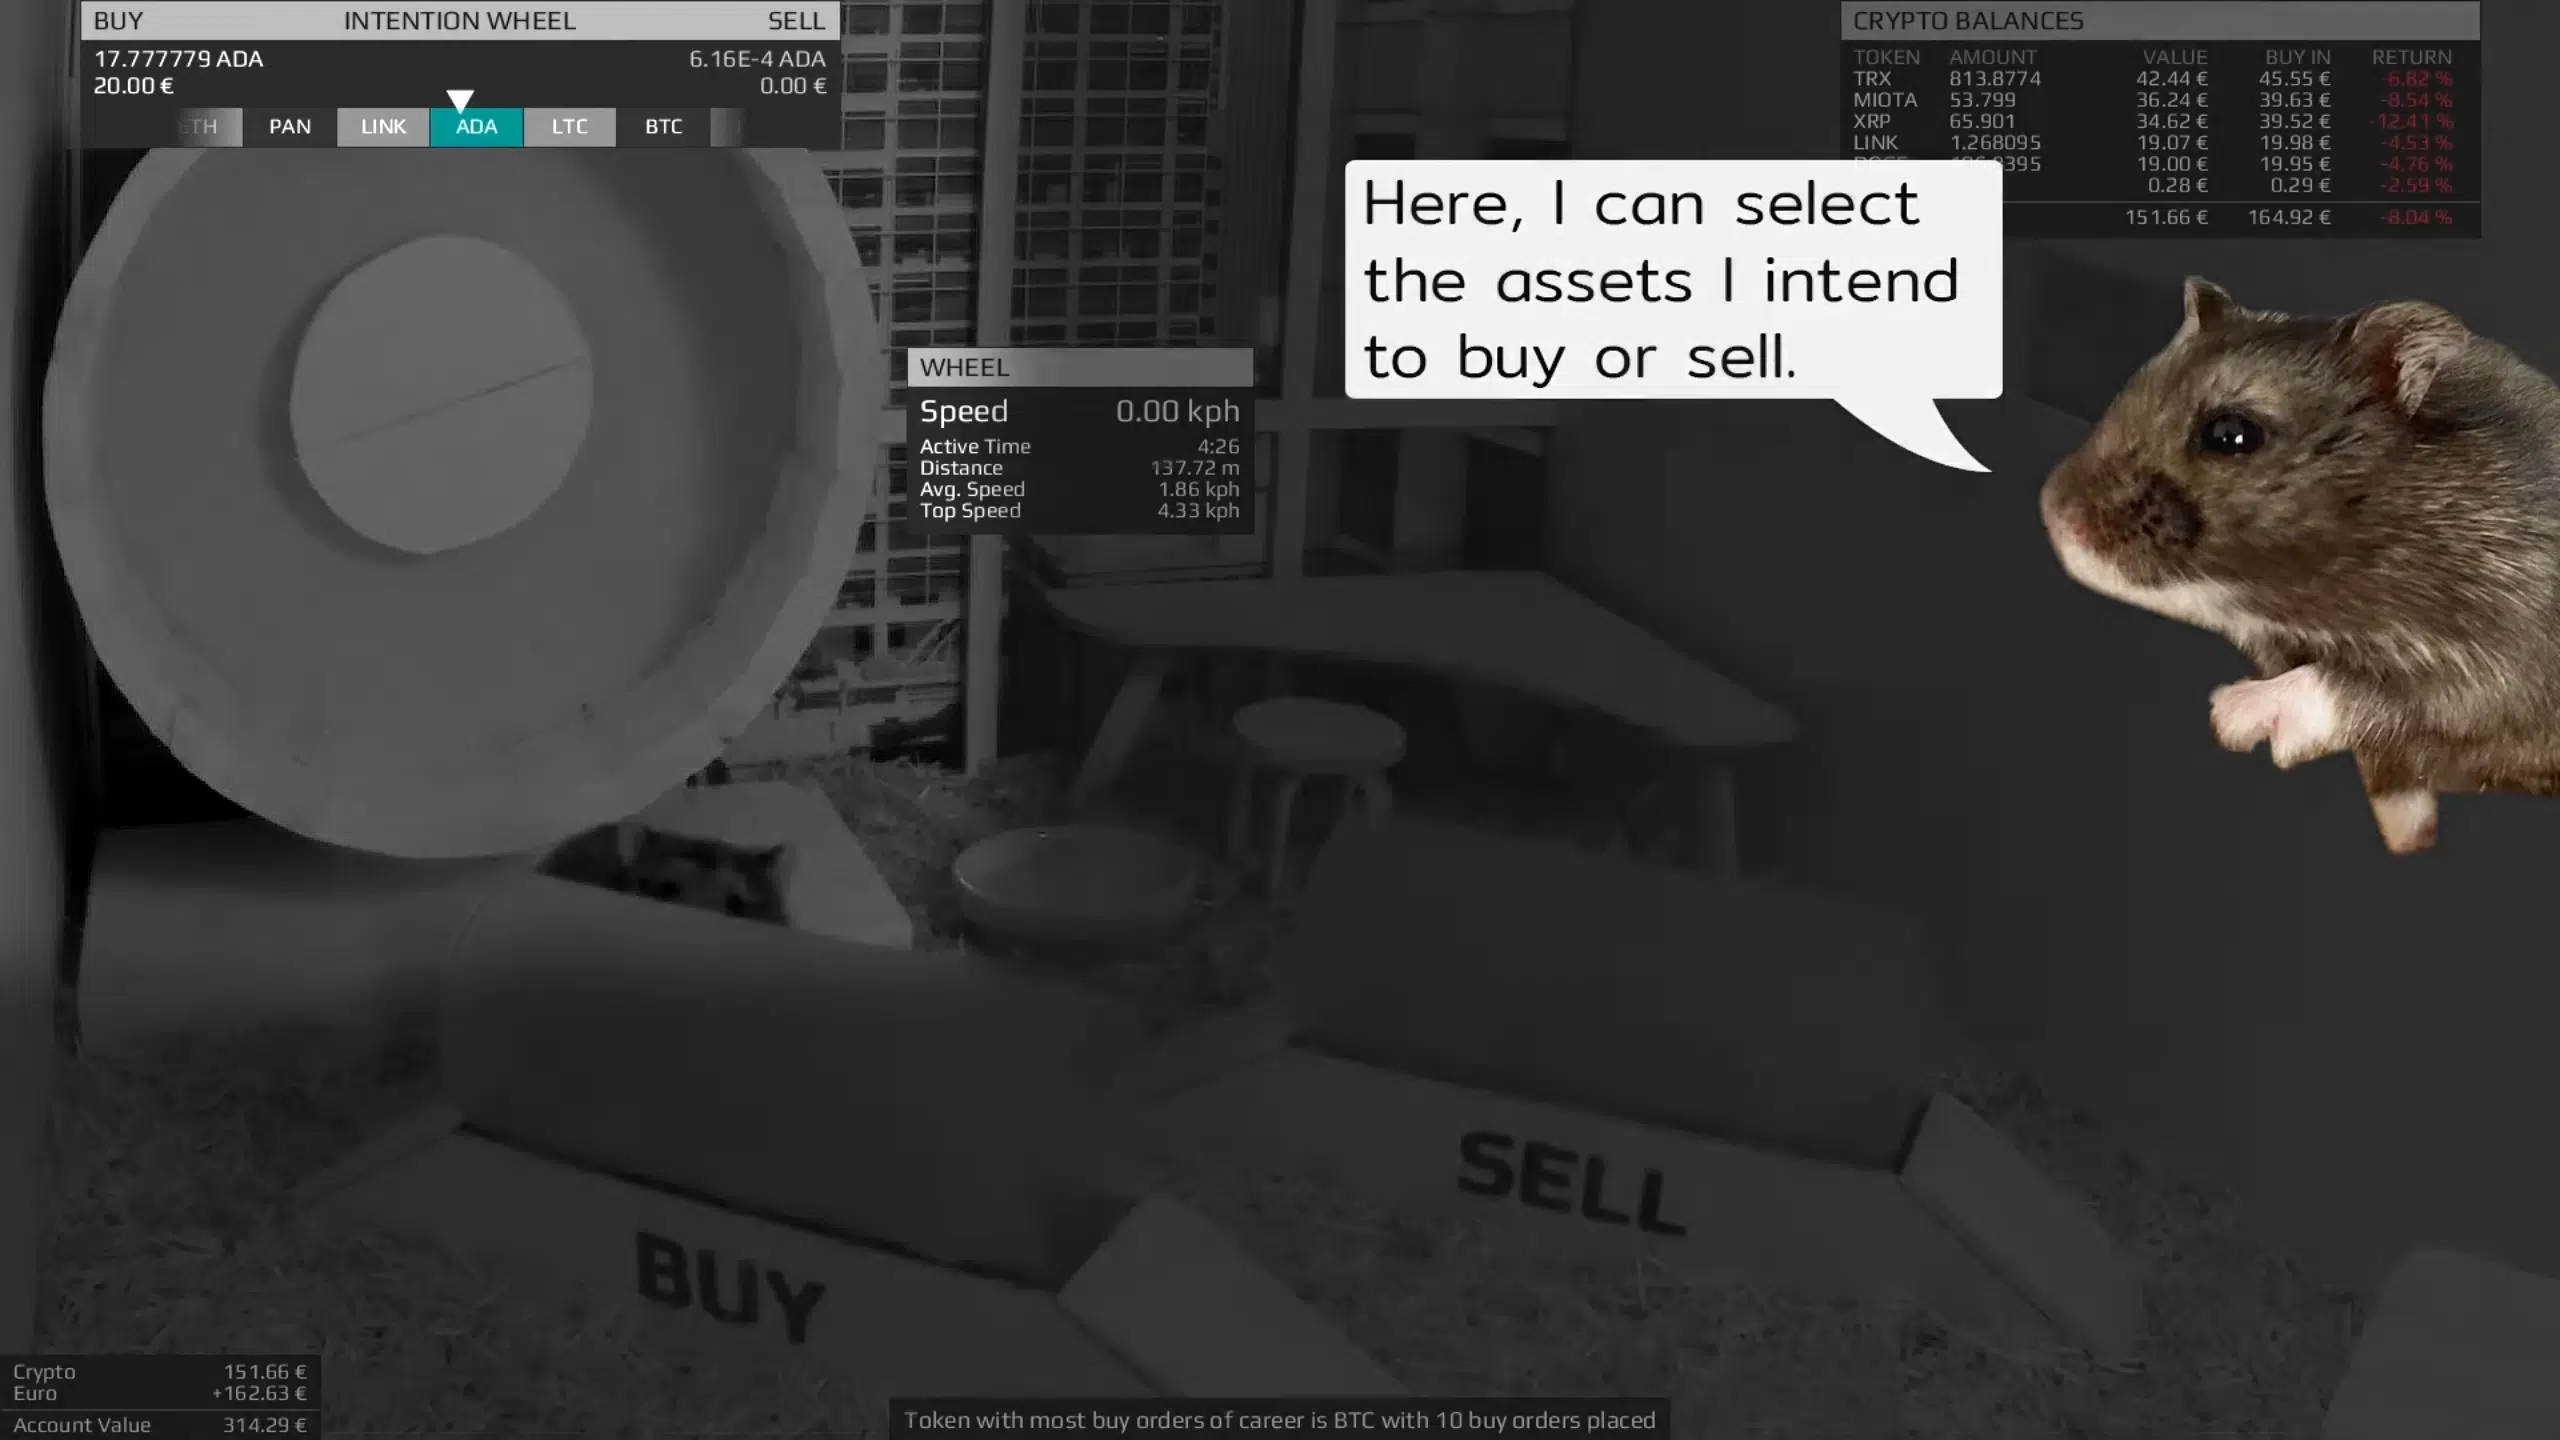 BUY INTENTION WHEEL SELL
17.777779 ADA 6.16E-4 ADA
20.00 € 0.00 €
ETH PAN LINK ADA LTC BTC
CRYPTO BALANCES
TOKEN AMOUNT VALUE BUY IN RETURN
TRX 813.8774 42.44 € 45.55 € -6.82 %
MIOTA 53.799 36.24 € 39.63 € -8.54 %
XRP 65.901 34.62 € 39.52 € -12.41 %
LINK 1.268095 19.07 € 19.98 € -4.53 %
19.00 € 19.95 € -4.76 %
0.28 € 0.29 € -2.59 %
151.66 € 164.92 € -8.04 %
Here, I can select
the assets I intend
to buy or sell.
WHEEL
Speed 0.00 kph
Active Time 4:26
Distance 137.72 m
Avg. Speed 1.86 kph
Top Speed 4.33 kph
SELL
BUY
Crypto 151.66 €
Euro +162.63 €
Account Value 314.29 €
Token with most buy orders of career is BTC with 10 buy orders placed